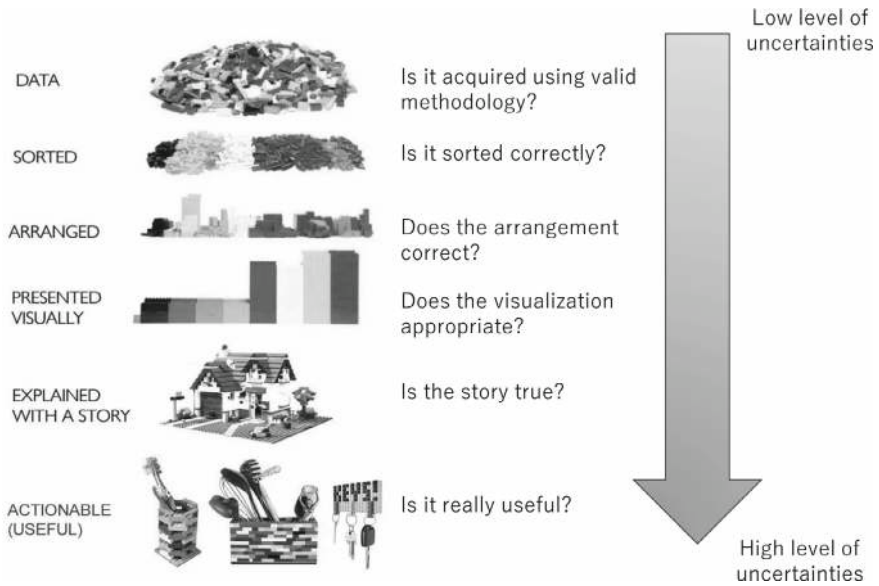 Low level of
uncertainties
DATA
Is it acquired using valid
methodology?
SORTED
Is it sorted correctly?
ARRANGED
Does the arrangement
correct?
PRESENTED
VISUALLY
Does the visualization
appropriate?
EXPLAINED
WITH A STORY
Is the story true?
ACTIONABLE
(USEFUL)
KEYS!
Is it really useful?
High level of
uncertainties